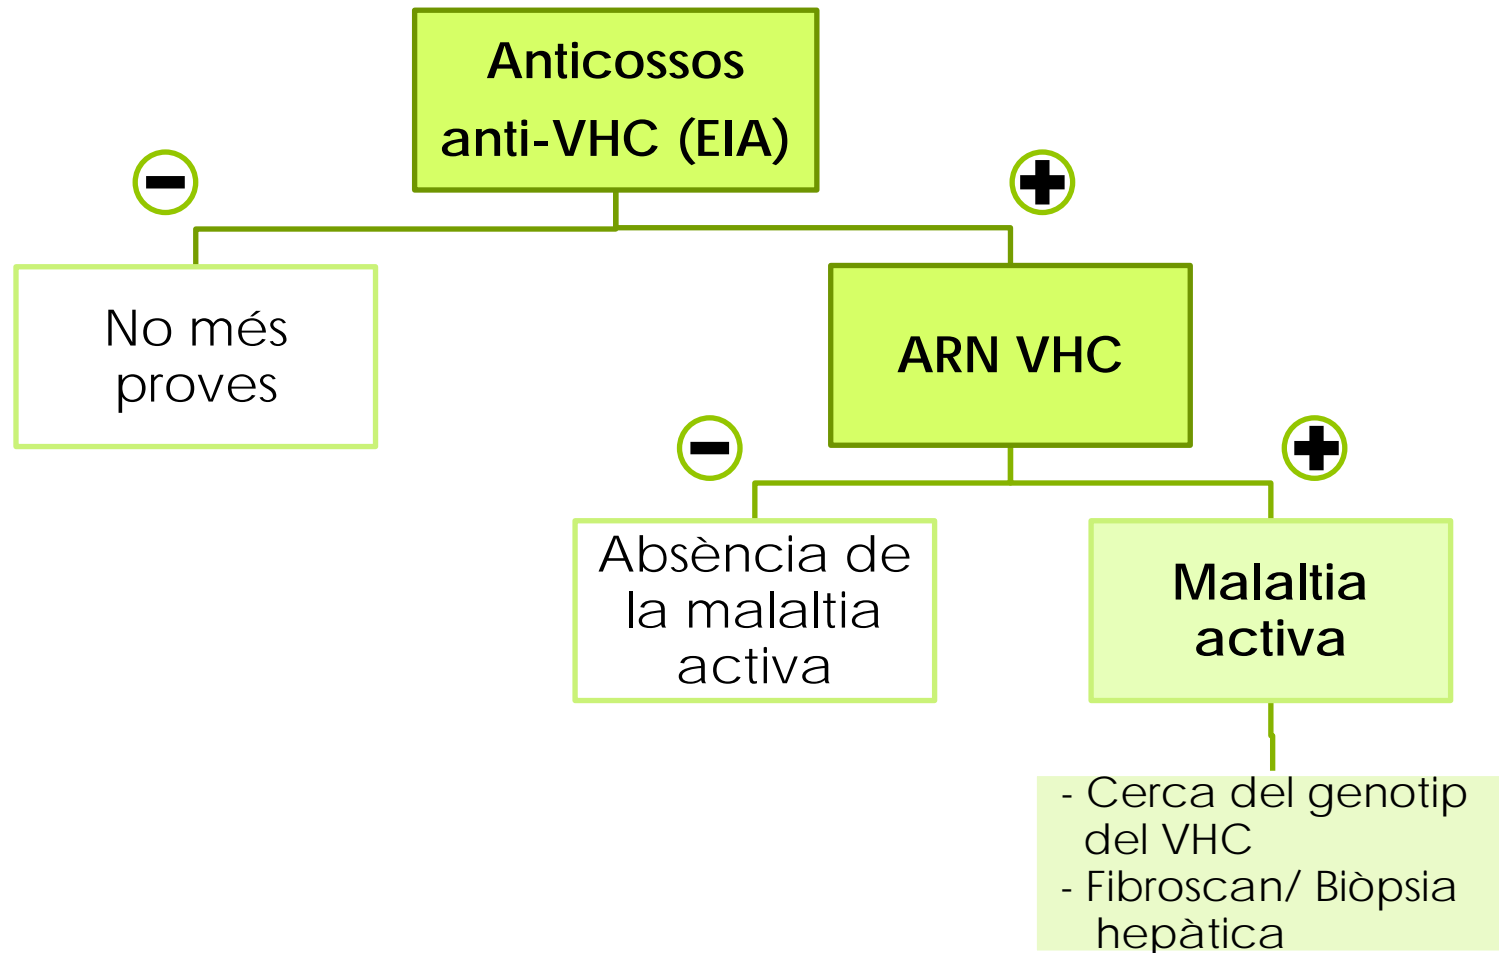 Anticossos
anti-VHC (EIA)
No més
proves
ARN VHC
Absència de
la malaltia
activa
Malaltia
activa
- Cerca del genotip
del VHC
- Fibroscan/ Biòpsia
hepàtica